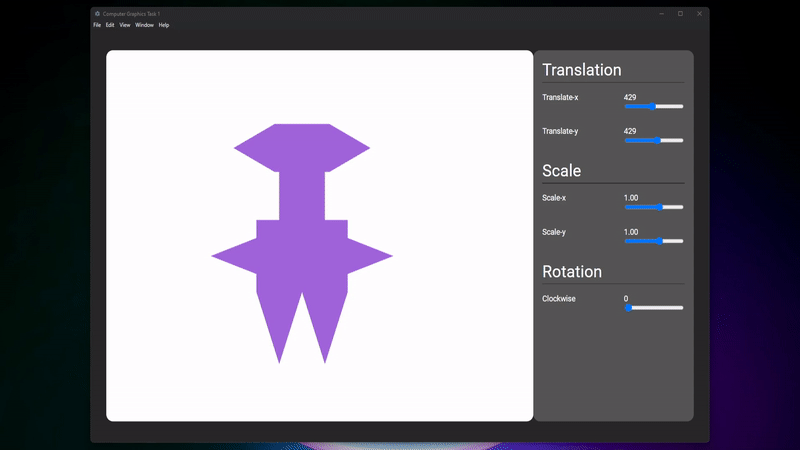 Computer Graphics Task 1
File Edit View Window Help
Translation
Translate-x 429
Translate-y 429
Scale
Scale-x 1.00
Scale-y 1.00
Rotation
Clockwise 0